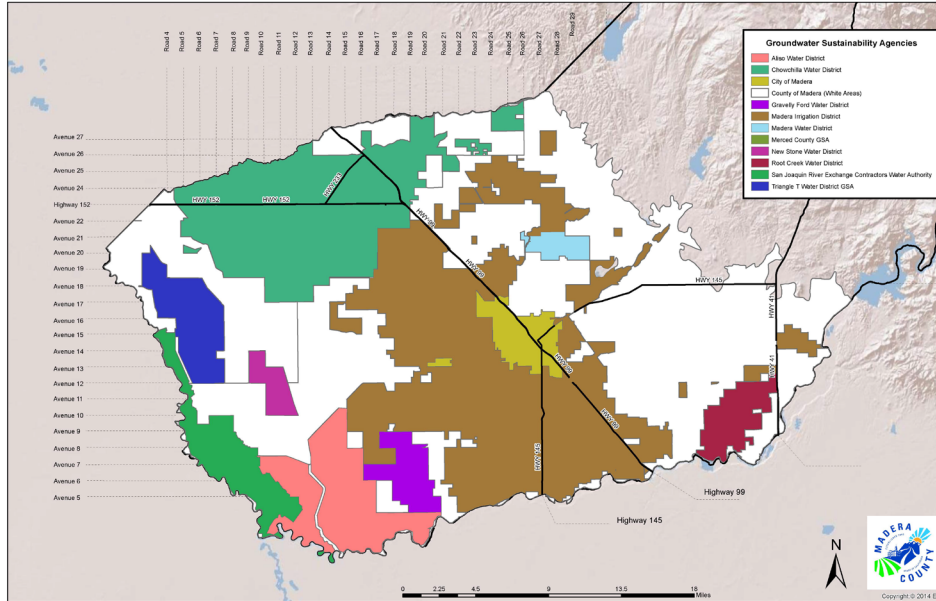 Road 4
Road 5
Road 6
Road 7
Road 8
Road 9
Road 10
Road 11
Road 12
Road 13
Road 14
Road 15
Road 16
Road 17
Road 18
Road 19
Road 20
Road 21
Road 22
Road 23
Road 24
Road 25
Road 26
Road 27
Road 28
Road 29
Groundwater Sustainability Agencies
Aliso Water District
Chowchilla Water District
City of Madera
County of Madera (White Areas)
Gravelly Ford Water District
Madera Irrigation District
Madera Water District
Merced County GSA
New Stone Water District
Root Creek Water District
San Joaquin River Exchange Contractors Water Authority
Triangle T Water District GSA
Avenue 27
Avenue 26
Avenue 25
Avenue 24
Highway 152
Avenue 22
Avenue 21
Avenue 20
Avenue 19
Avenue 18
Avenue 17
Avenue 16
Avenue 15
Avenue 14
Avenue 13
Avenue 12
Avenue 11
Avenue 10
Avenue 9
Avenue 8
Avenue 7
Avenue 6
Avenue 5
HWY 233
HWY 152
HWY 152
HWY 99
HWY 99
HWY 145
HWY 41
HWY 41
HWY 99
HWY 99
HWY 145
Highway 99
Highway 145
N
MADERA
COUNTY
0
2.25
4.5
9
13.5
18
Miles
Copyright:© 2014 E